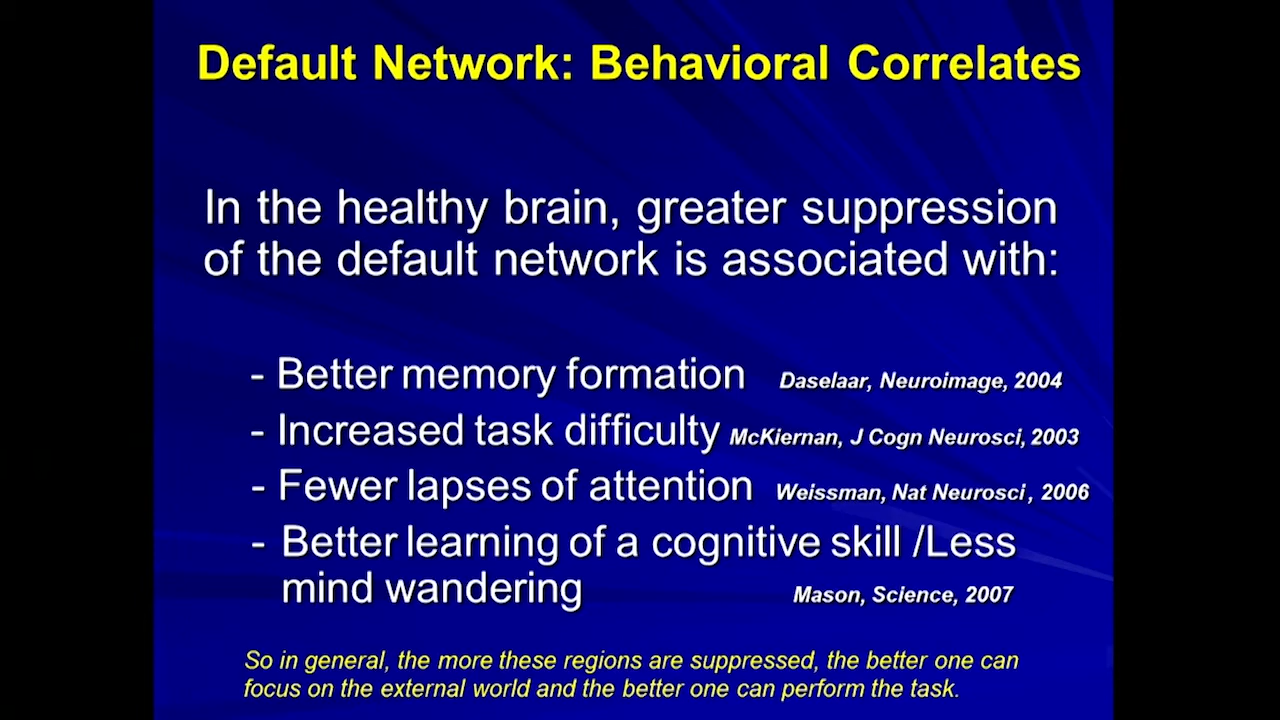 Default Network: Behavioral Correlates
In the healthy brain, greater suppression
of the default network is associated with:
- Better memory formation Daselaar, Neuroimage, 2004
- Increased task difficulty McKiernan, J Cogn Neurosci, 2003
- Fewer lapses of attention Weissman, Nat Neurosci , 2006
- Better learning of a cognitive skill /Less
mind wandering Mason, Science, 2007
So in general, the more these regions are suppressed, the better one can
focus on the external world and the better one can perform the task.